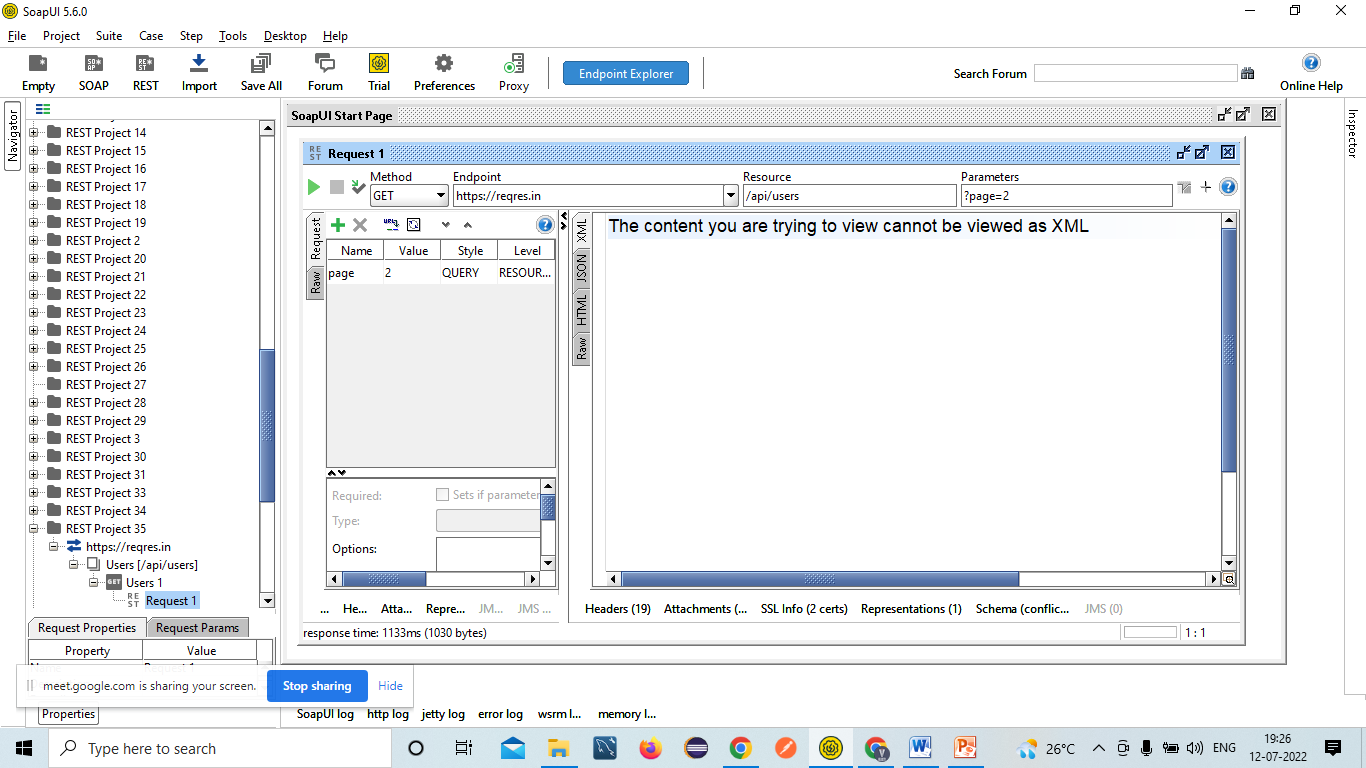 SoapUI 5.6.0
File Project Suite Case Step Tools Desktop Help
Empty SOAP REST Import Save All Forum Trial Preferences Proxy Endpoint Explorer Search Forum Online Help
Navigator
Inspector
SoapUI Start Page
REST Project 14
REST Project 15
REST Project 16
REST Project 17
REST Project 18
REST Project 19
REST Project 2
REST Project 20
REST Project 21
REST Project 22
REST Project 23
REST Project 24
REST Project 25
REST Project 26
REST Project 27
REST Project 28
REST Project 29
REST Project 3
REST Project 30
REST Project 31
REST Project 33
REST Project 34
REST Project 35
https://reqres.in
Users [/api/users]
GET Users 1
REST Request 1
Request Properties Request Params
Property Value
REST Request 1
Method Endpoint Resource Parameters
GET https://reqres.in /api/users ?page=2
Request
Raw
Name Value Style Level
page 2 QUERY RESOUR...
Required: Sets if parameter
Type:
Options:
XML
JSON
HTML
Raw
The content you are trying to view cannot be viewed as XML
... He... Atta... Repre... JM... JMS ...
Headers (19) Attachments (... SSL Info (2 certs) Representations (1) Schema (conflic... JMS (0)
response time: 1133ms (1030 bytes) 1 : 1
meet.google.com is sharing your screen. Stop sharing Hide
Properties
SoapUI log http log jetty log error log wsrm l... memory l...
Type here to search
26°C ENG
19:26
12-07-2022